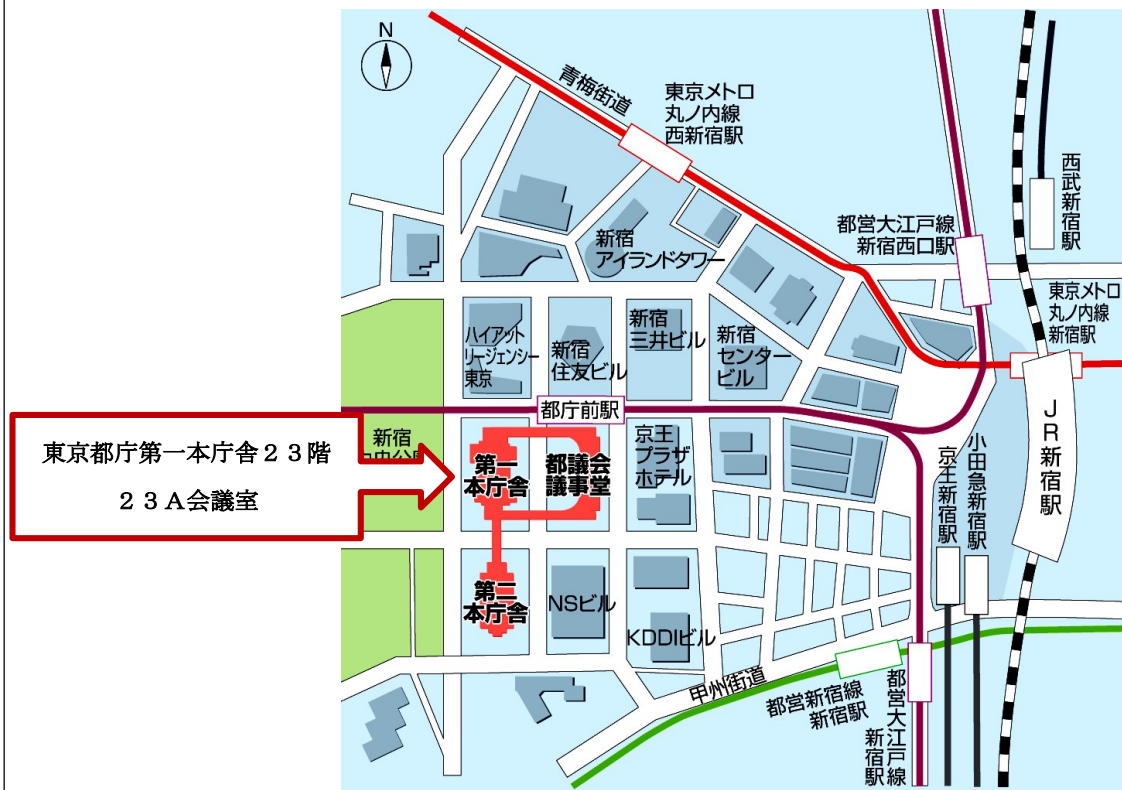 N
青梅街道
東京メトロ
丸ノ内線
西新宿駅
西武新宿駅
都営大江戸線
新宿西口駅
新宿
アイランドタワー
東京メトロ
丸ノ内線
新宿駅
ハイアット
リージェンシー
東京
新宿
住友ビル
新宿
三井ビル
新宿
センター
ビル
都庁前駅
JR新宿駅
東京都庁第一本庁舎23階
23A会議室
新宿
中央公園
第一
本庁舎
都議会
議事堂
京王
プラザ
ホテル
京王新宿駅
小田急新宿駅
第二
本庁舎
NSビル
KDDIビル
甲州街道
都営新宿線
新宿駅
都営大江戸線
新宿駅